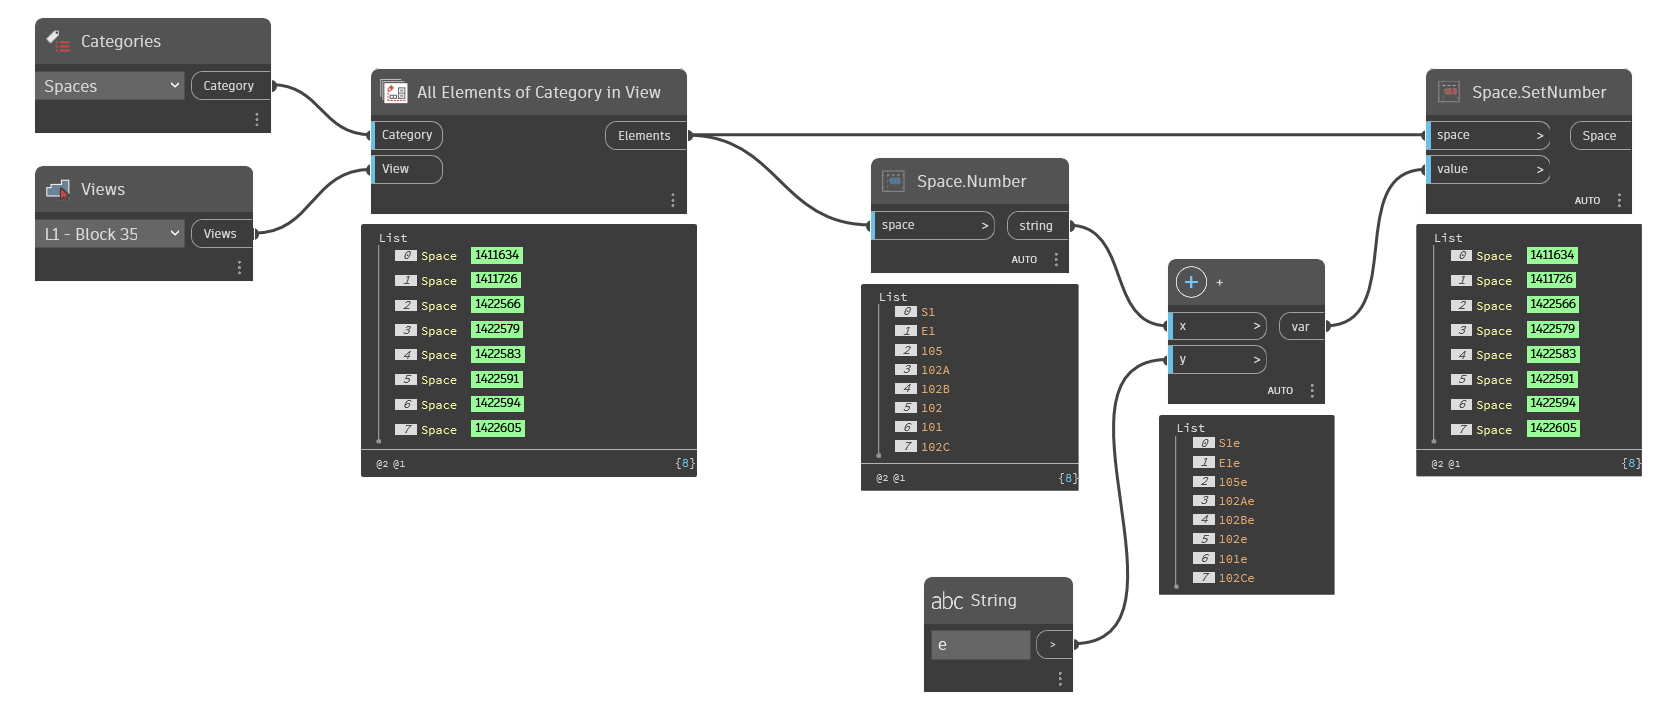 Categories
Spaces
Category
Views
L1 - Block 35
Views
All Elements of Category in View
Category
Elements
View
List
0 Space 1411634
1 Space 1411726
2 Space 1422566
3 Space 1422579
4 Space 1422583
5 Space 1422591
6 Space 1422594
7 Space 1422605
@2 @1 {8}
Space.Number
space >
string
AUTO
List
0 S1
1 E1
2 105
3 102A
4 102B
5 102
6 101
7 102C
@2 @1 {8}
abc String
e
>
+ +
x >
var
y >
AUTO
List
0 S1e
1 E1e
2 105e
3 102Ae
4 102Be
5 102e
6 101e
7 102Ce
Space.SetNumber
space >
Space
value >
AUTO
List
0 Space 1411634
1 Space 1411726
2 Space 1422566
3 Space 1422579
4 Space 1422583
5 Space 1422591
6 Space 1422594
7 Space 1422605
@2 @1 {8}